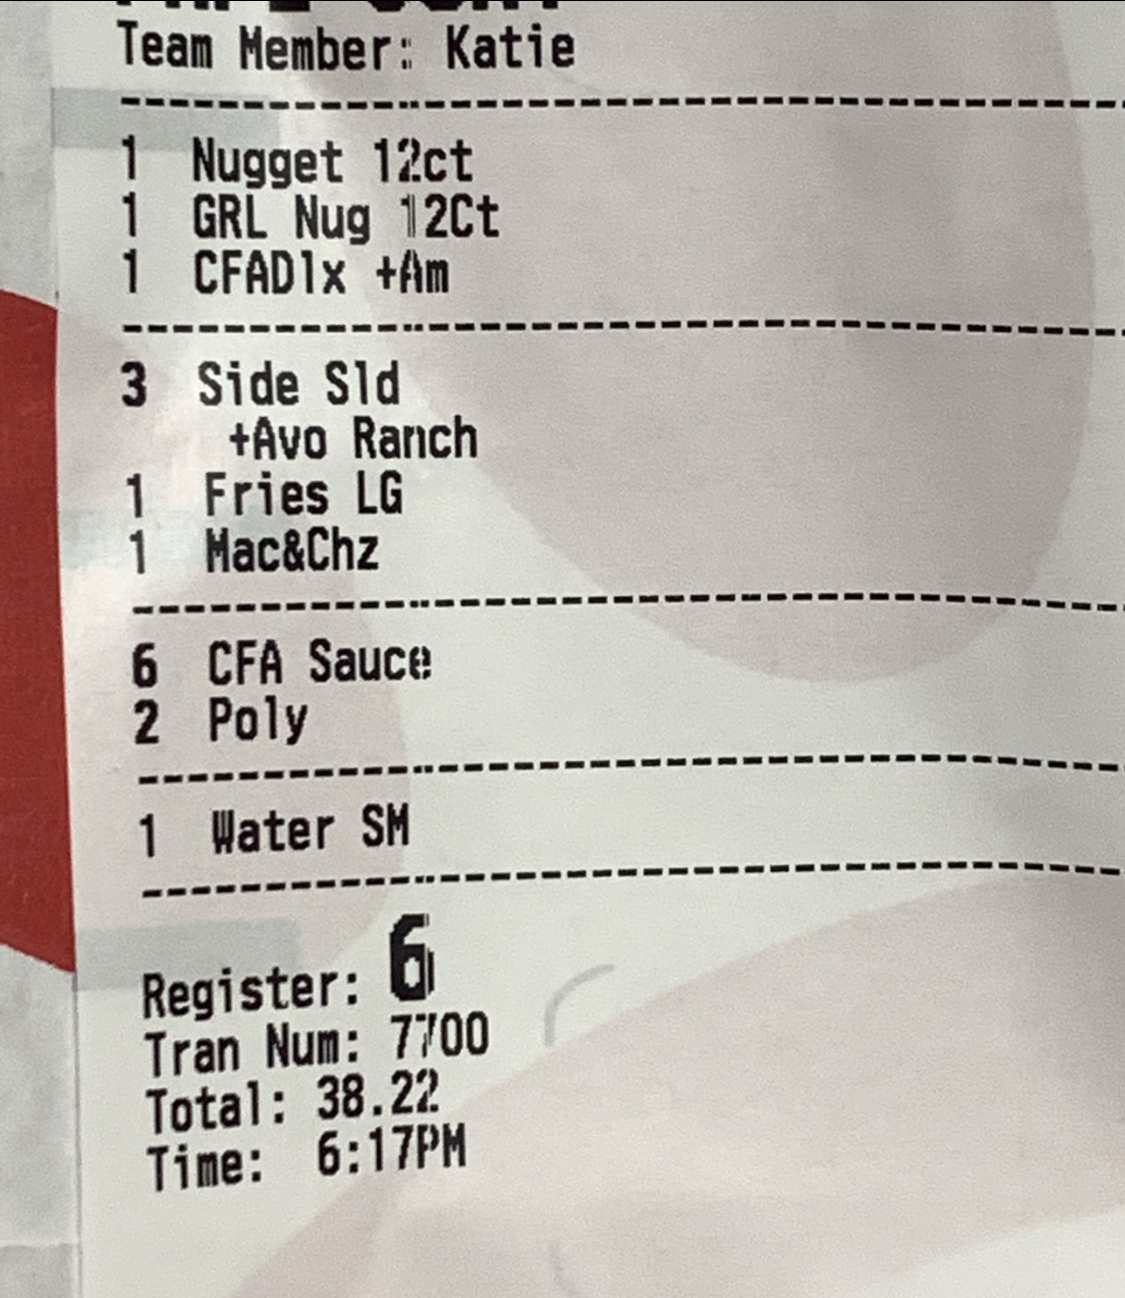 Team Member: Katie
1 Nugget 12ct
1 GRL Nug 12Ct
1 CFADlx +Am
3 Side Sld
+Avo Ranch
1 Fries LG
1 Mac&Chz
6 CFA Sauce
2 Poly
1 Water SM
Register: 6
Tran Num: 7700
Total: 38.22
Time: 6:17PM